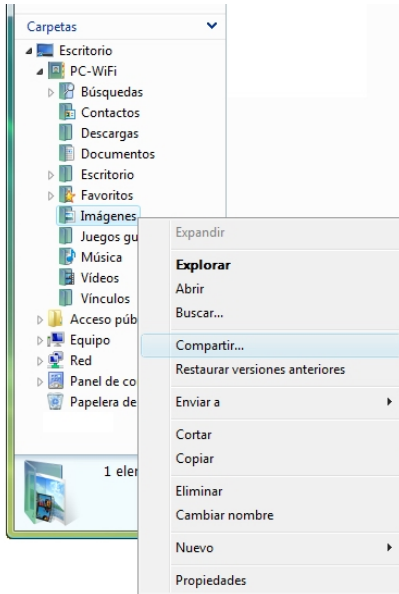 Carpetas
Escritorio
PC-WiFi
Búsquedas
Contactos
Descargas
Documentos
Escritorio
Favoritos
Imágenes
Juegos gu
Música
Vídeos
Vínculos
Acceso púb
Equipo
Red
Panel de co
Papelera de
1 eler
Expandir
Explorar
Abrir
Buscar...
Compartir...
Restaurar versiones anteriores
Enviar a
Cortar
Copiar
Eliminar
Cambiar nombre
Nuevo
Propiedades